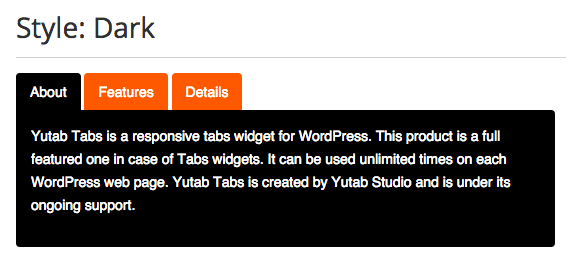 Style: Dark
About Features Details
Yutab Tabs is a responsive tabs widget for WordPress. This product is a full
featured one in case of Tabs widgets. It can be used unlimited times on each
WordPress web page. Yutab Tabs is created by Yutab Studio and is under its
ongoing support.